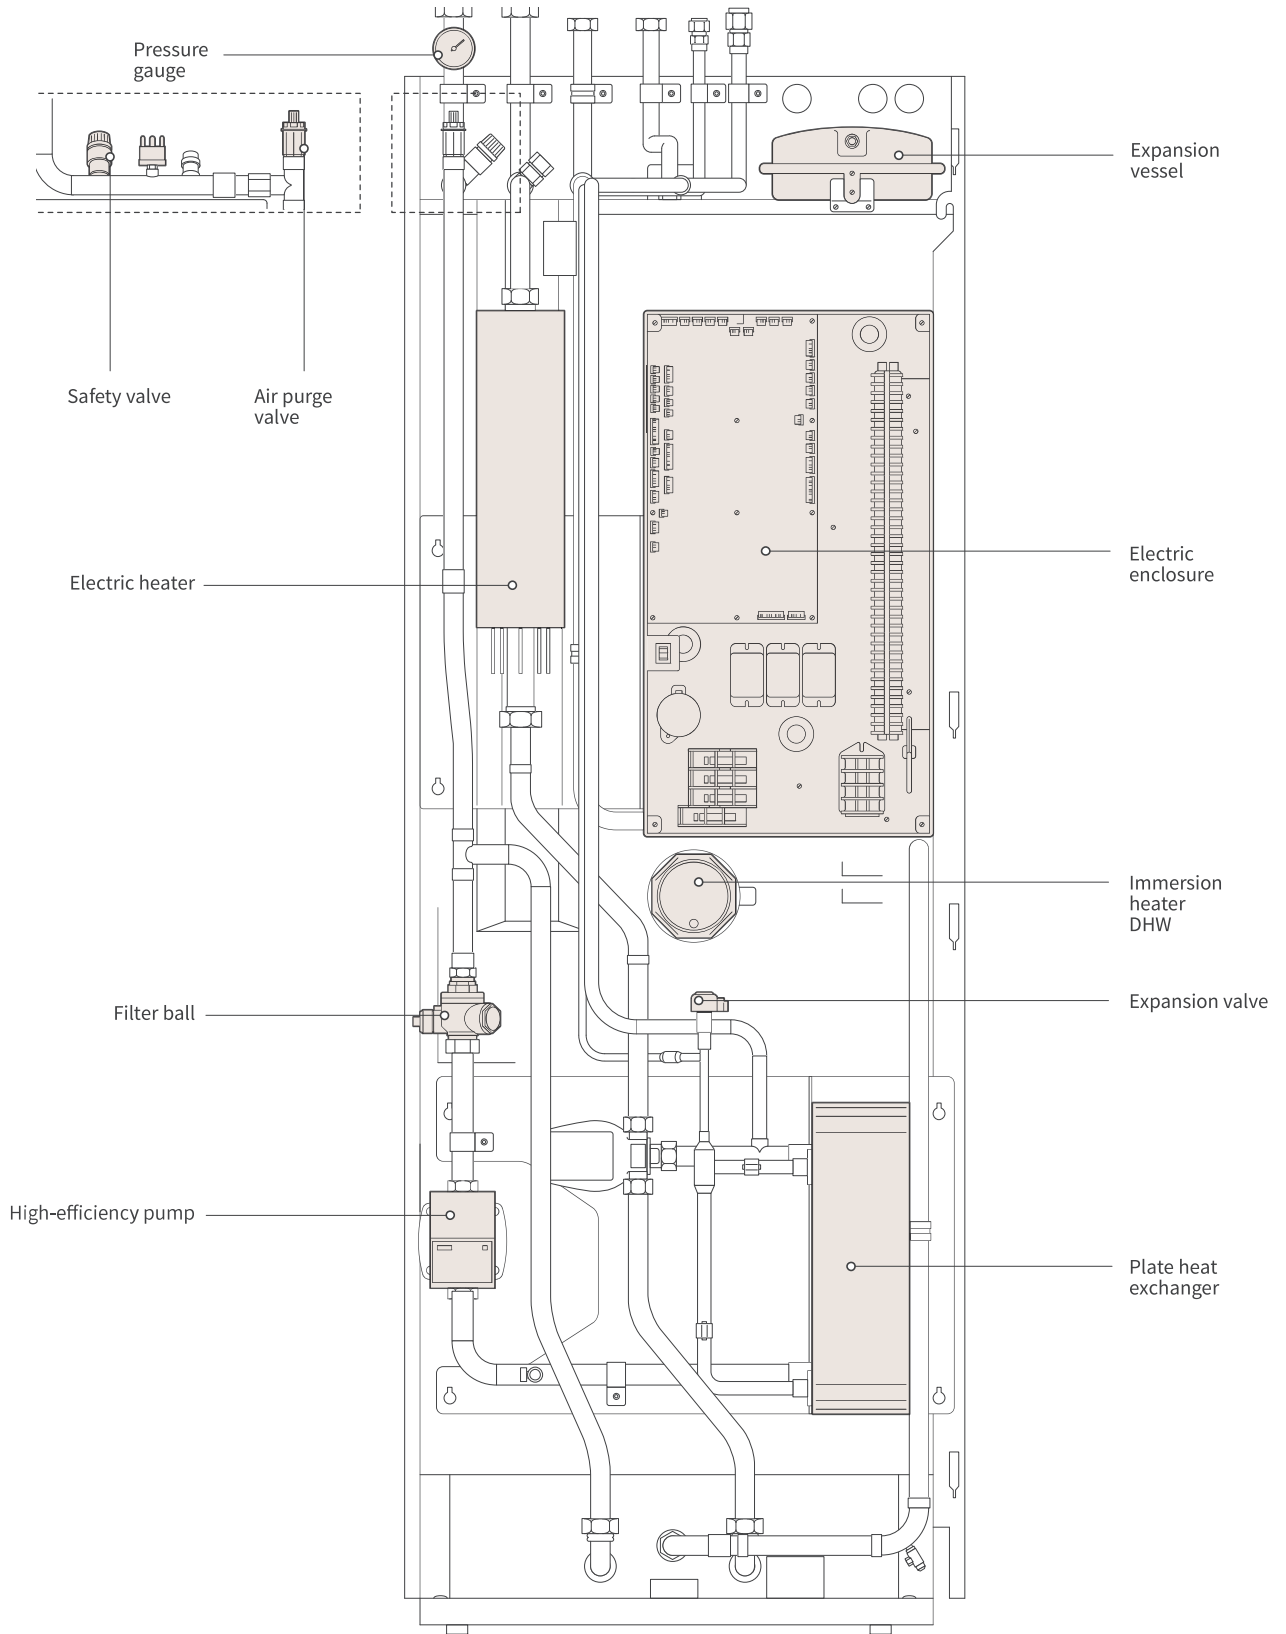 Pressure
gauge
Expansion
vessel
Safety valve
Air purge
valve
Electric
enclosure
Electric heater
Immersion
heater
DHW
Filter ball
Expansion valve
High-efficiency pump
Plate heat
exchanger